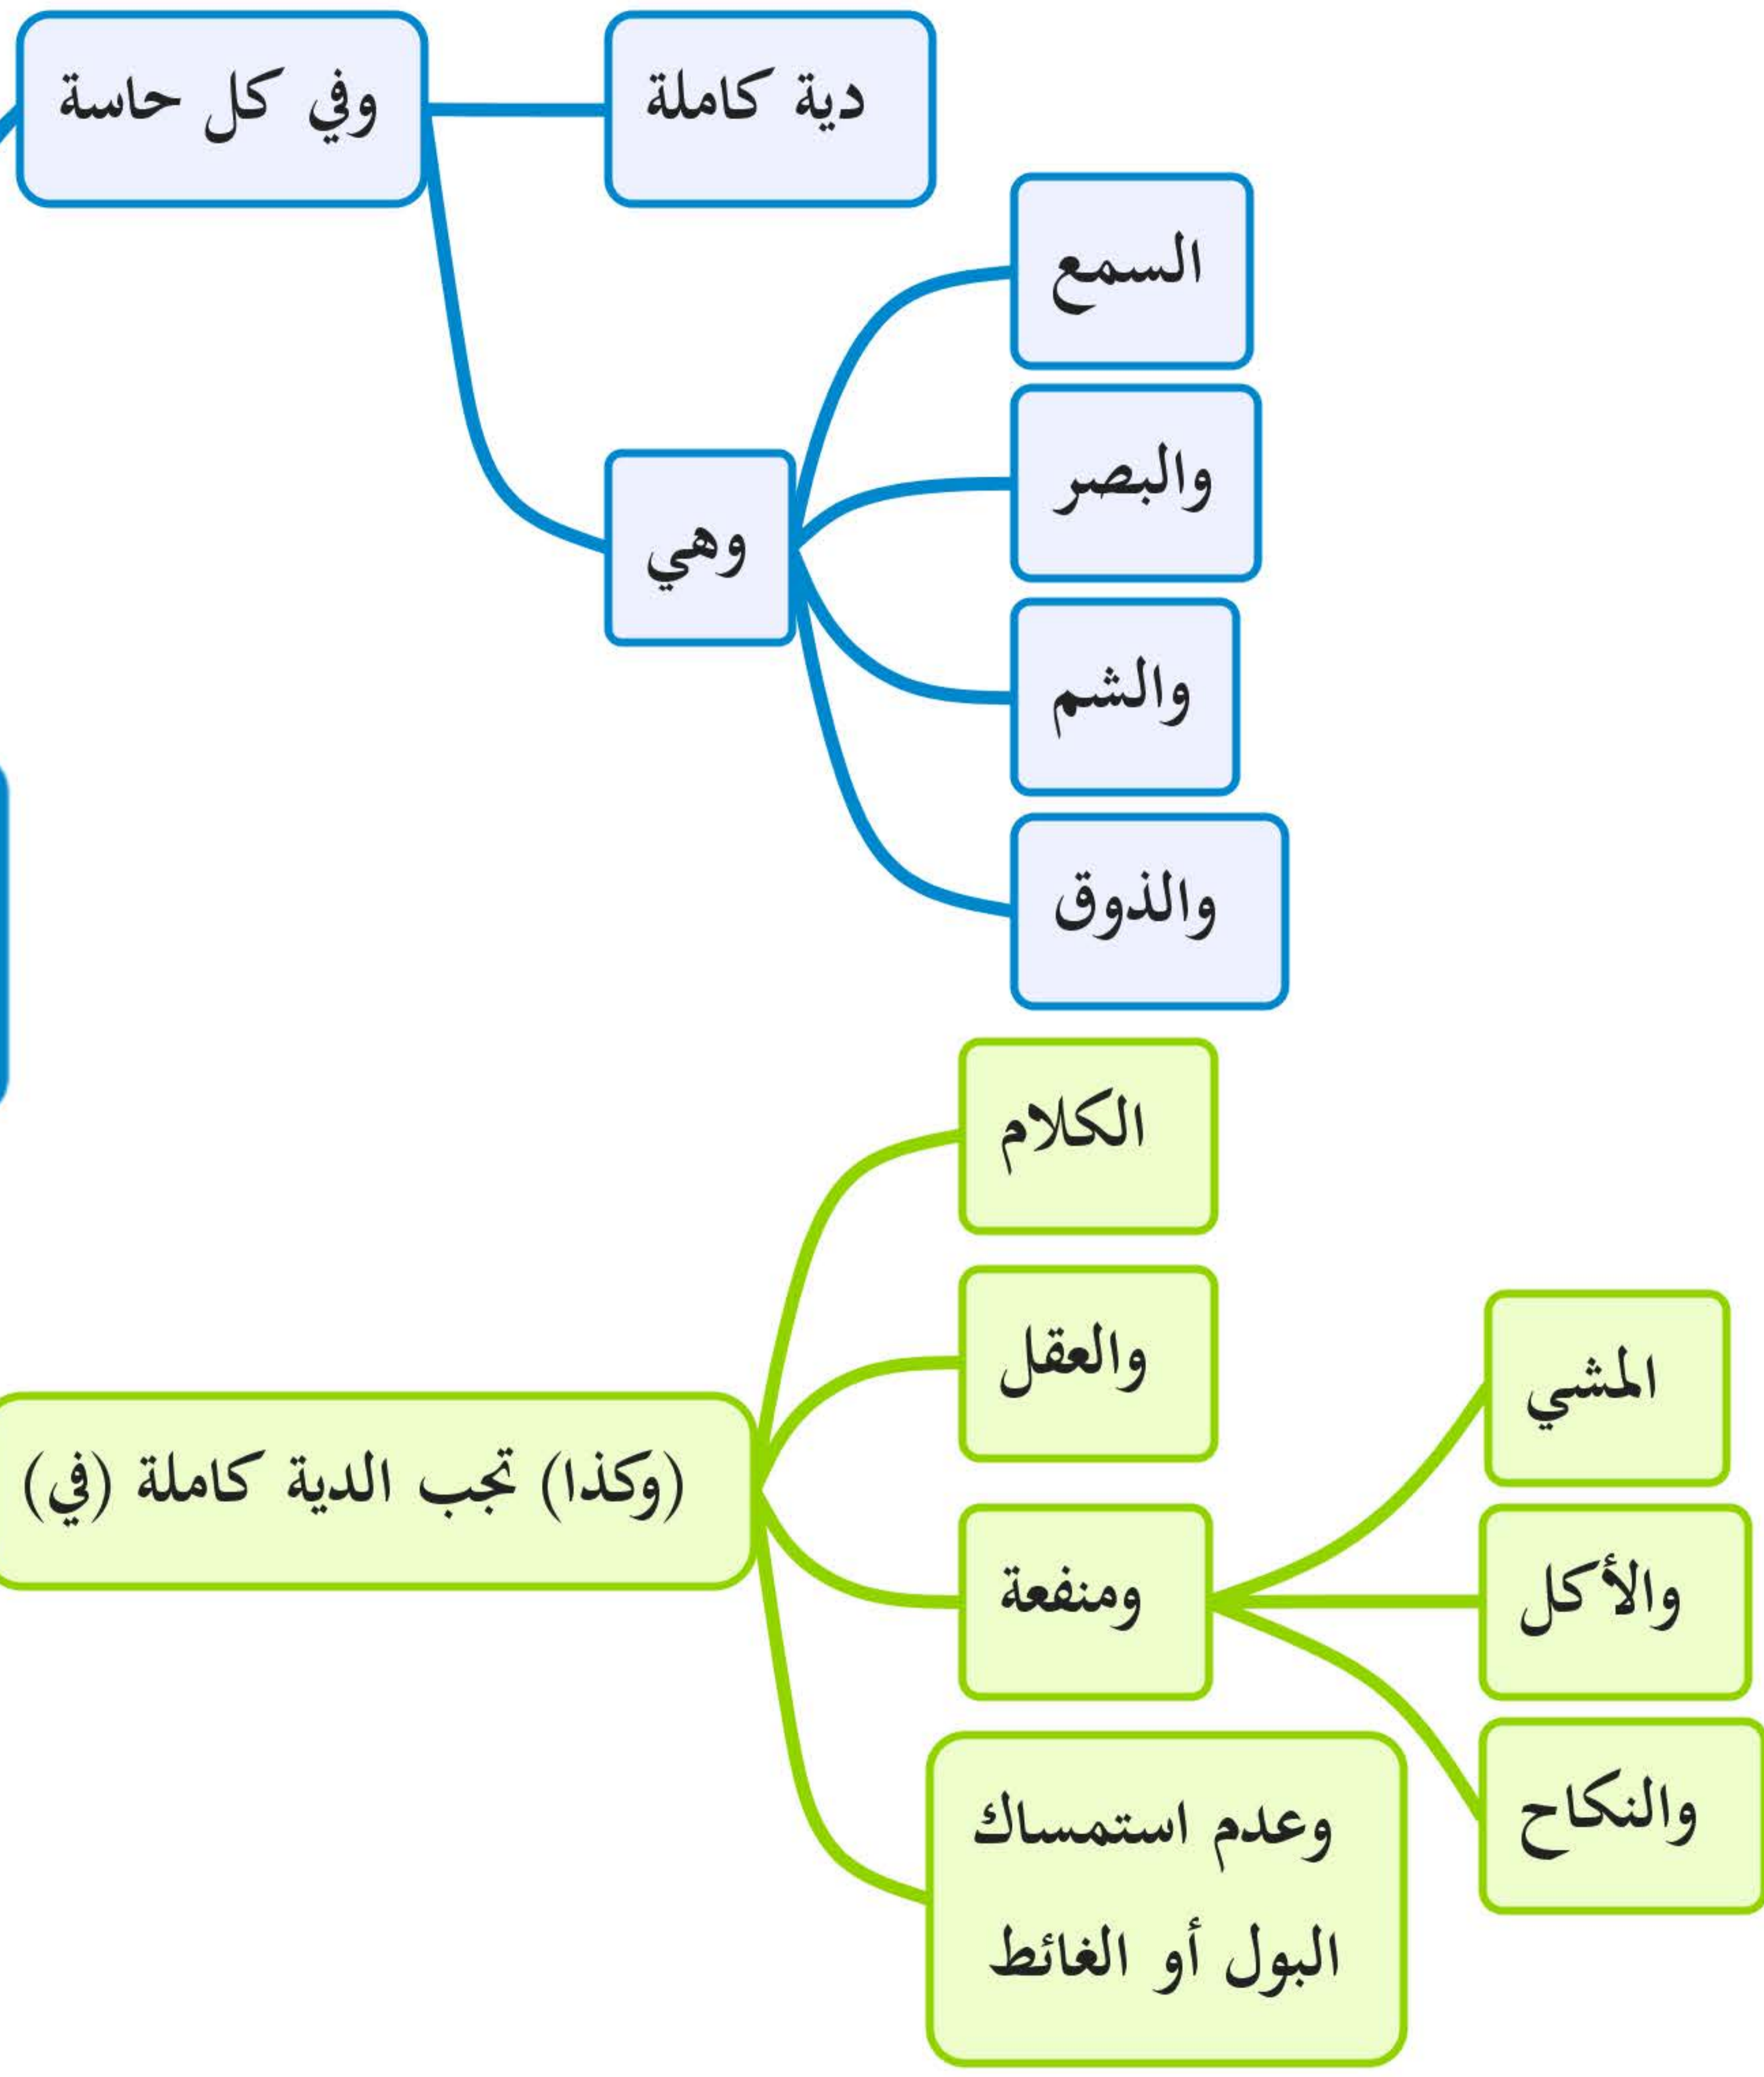 وفي كل حاسة
دية كاملة
وهي
السمع
والبصر
والشم
والذوق
(وكذا) تجب الدية كاملة (في)
الكلام
والعقل
ومنفعة
المشي
والأكل
والنكاح
وعدم استمساك
البول أو الغائط